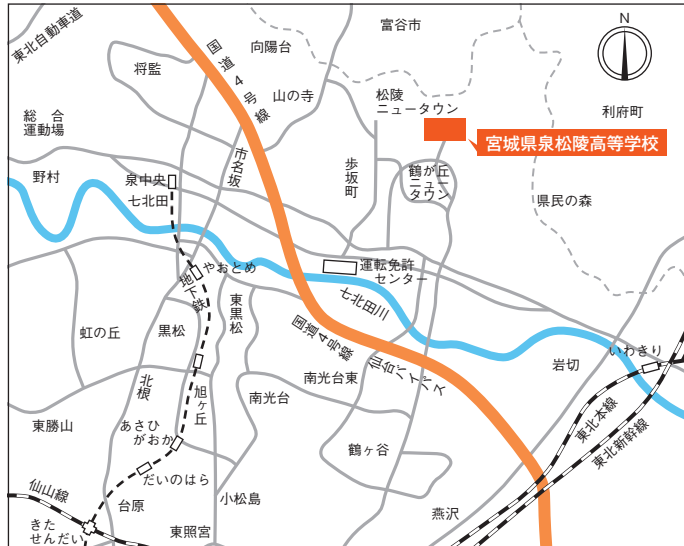 東北自動車道
国道4号線
向陽台
富谷市
N
将監
山の寺
松陵
ニュータウン
利府町
総　合
運動場
市名坂
宮城県泉松陵高等学校
歩坂町
鶴が丘
ニュー
タウン
野村
泉中央
七北田
県民の森
やおとめ
地下鉄
運転免許
センター
七北田川
東黒松
虹の丘
黒松
国道4号線
仙台バイパス
いわきり
岩切
北根
旭ヶ丘
南光台東
南光台
東北本線
東北新幹線
東勝山
あさひ
がおか
鶴ヶ谷
だいのはら
仙山線
台原
小松島
燕沢
きた
せんだい
東照宮